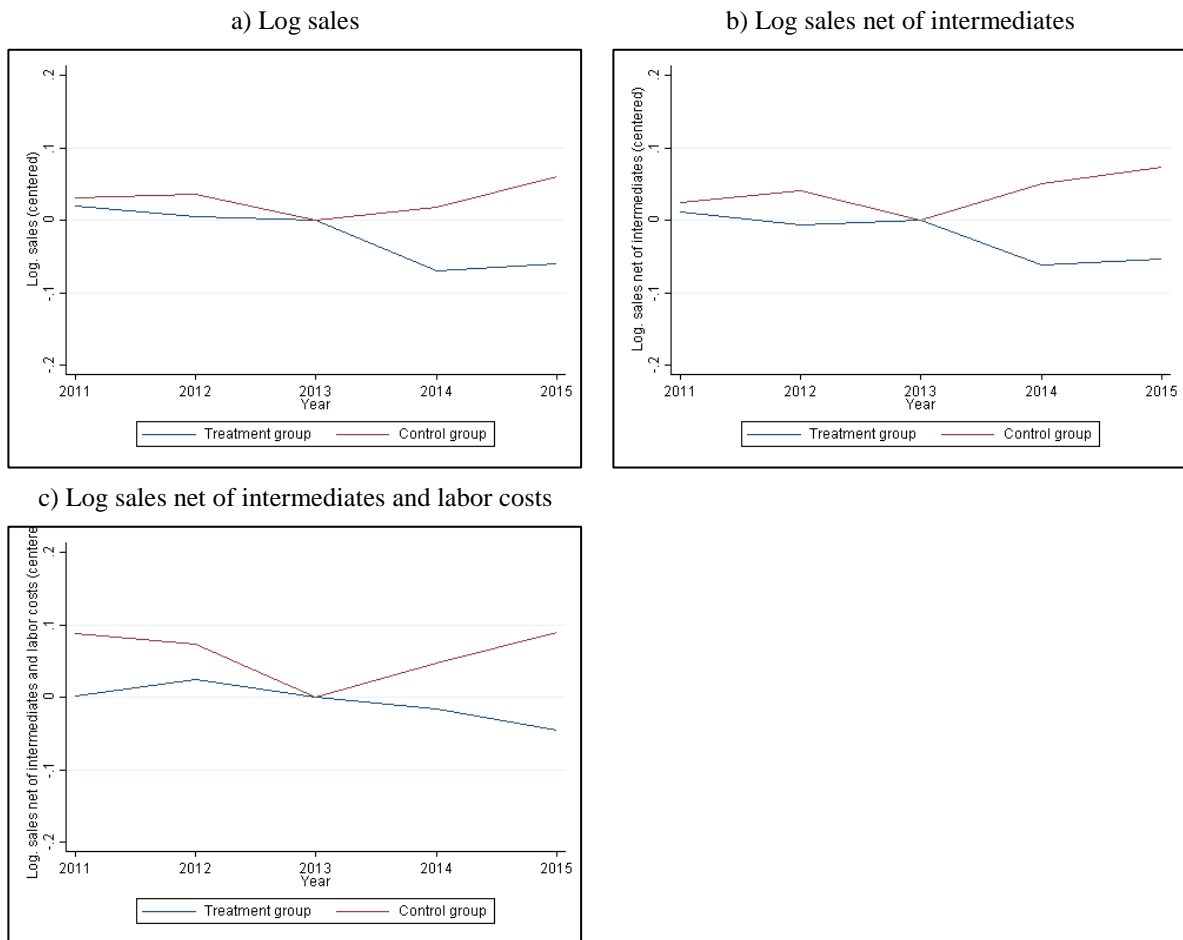 a) Log sales
Log. sales (centered)
.2
.1
0
-.1
-.2
2011 2012 2013 2014 2015
Year
Treatment group Control group
b) Log sales net of intermediates
Log. sales net of intermediates (centered)
.2
.1
0
-.1
-.2
2011 2012 2013 2014 2015
Year
Treatment group Control group
c) Log sales net of intermediates and labor costs
Log. sales net of intermediates and labor costs (centere
.2
.1
0
-.1
-.2
2011 2012 2013 2014 2015
Year
Treatment group Control group